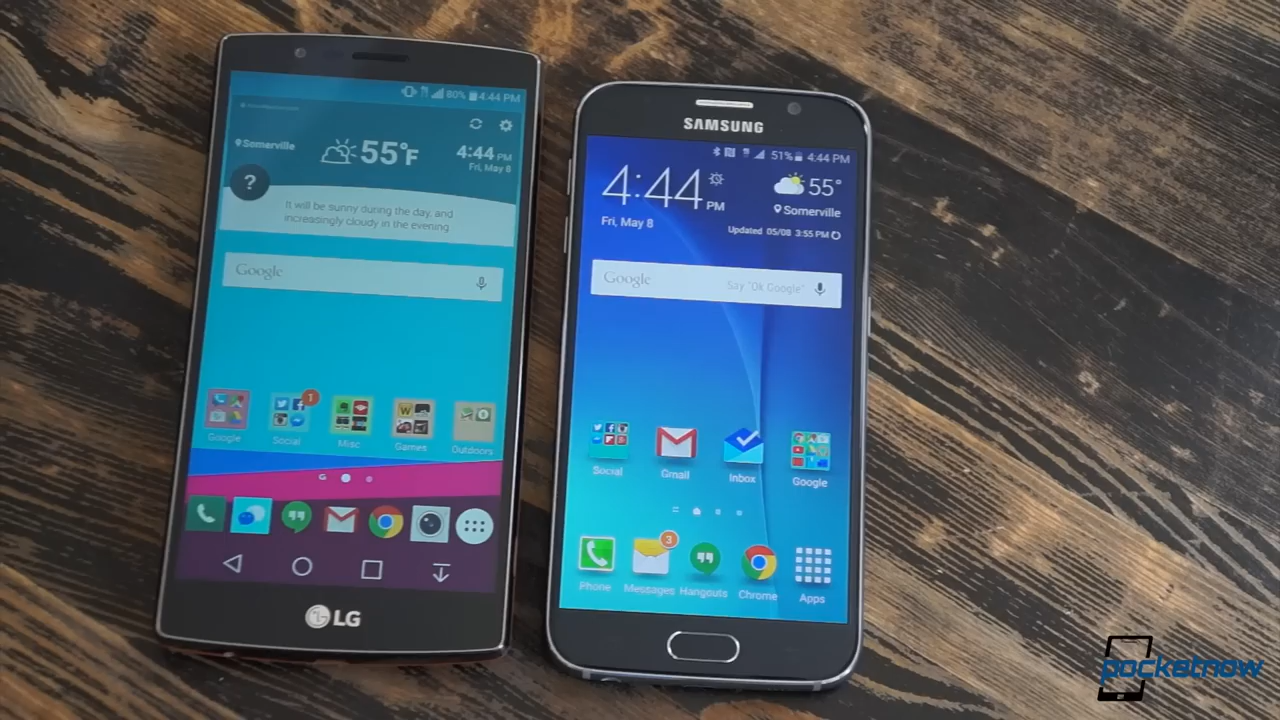 80% 4:44 PM
Somerville
55°F
4:44 PM
Fri, May 8
?
It will be sunny during the day, and
increasingly cloudy in the evening
Google
1
Google Social Misc Games Outdoors
LG
SAMSUNG
51% 4:44 PM
4:44 PM
55°
Somerville
Fri, May 8
Updated 05/08 3:55 PM
Google Say "Ok Google"
Social Gmail Inbox Google
3
Phone Messages Hangouts Chrome Apps
pocketnow